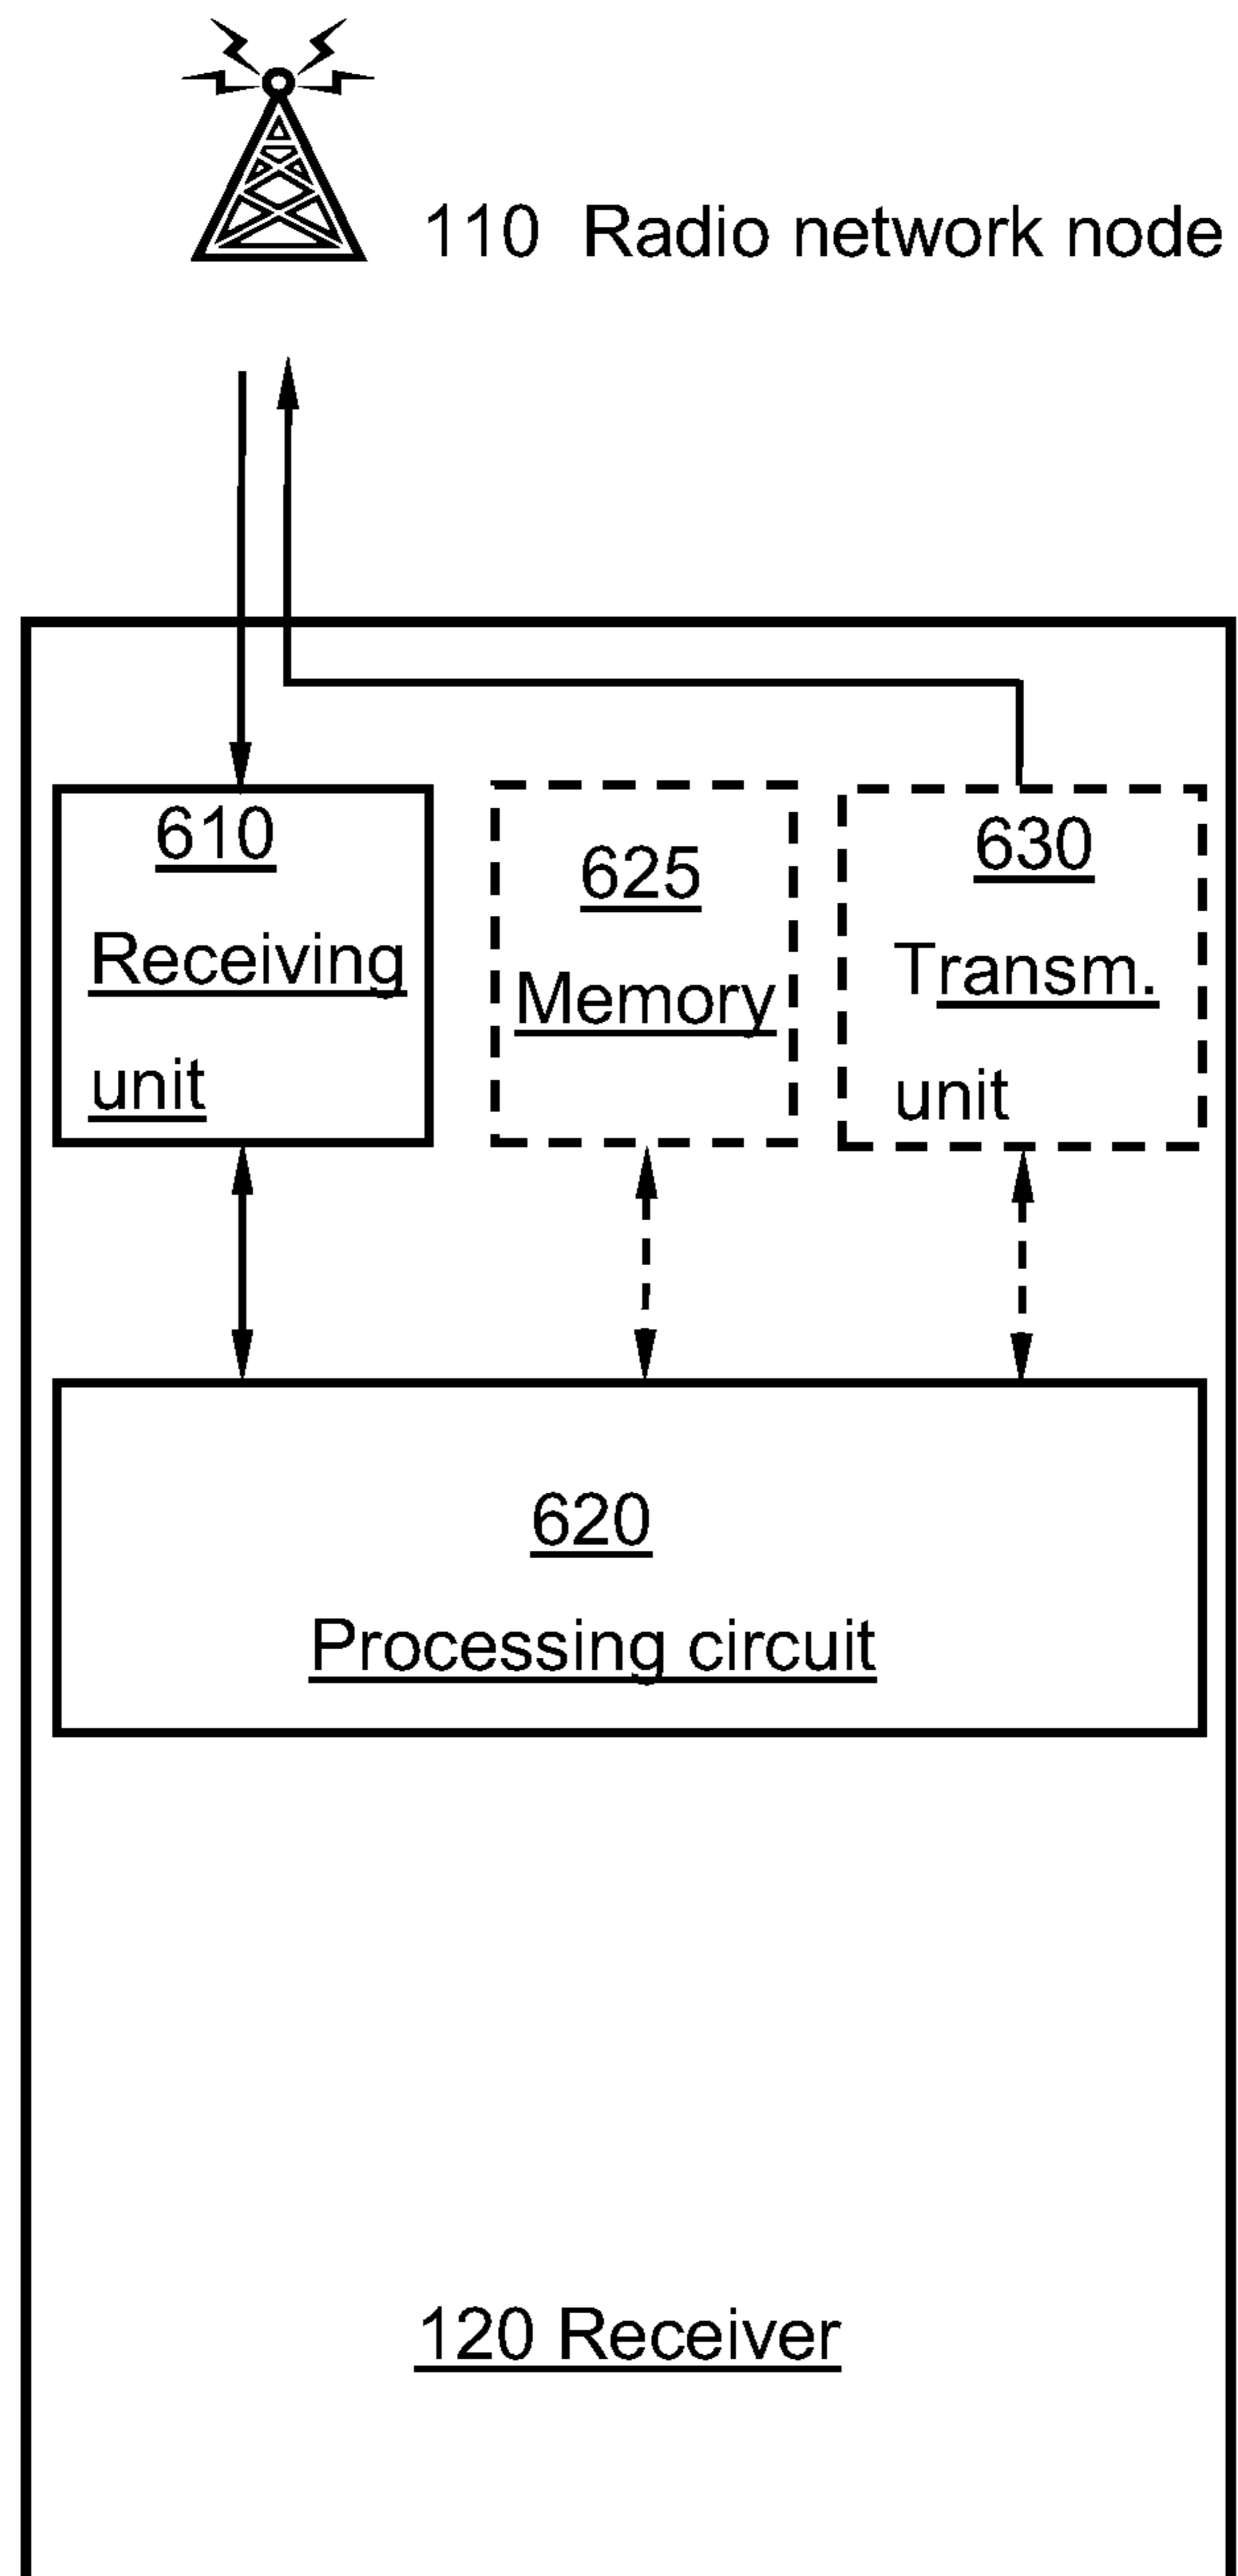 110 Radio network node
610
Receiving
unit
625
Memory
630
Transm.
unit
620
Processing circuit
120 Receiver